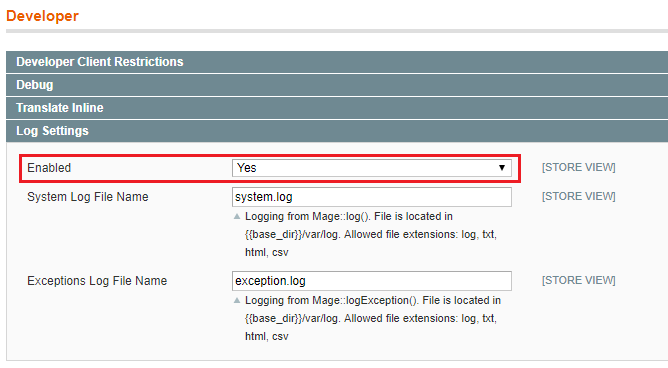 Developer
Developer Client Restrictions
Debug
Translate Inline
Log Settings
Enabled Yes [STORE VIEW]
System Log File Name system.log [STORE VIEW]
Logging from Mage::log(). File is located in
{{base_dir}}/var/log. Allowed file extensions: log, txt,
html, csv
Exceptions Log File Name exception.log [STORE VIEW]
Logging from Mage::logException(). File is located in
{{base_dir}}/var/log. Allowed file extensions: log, txt,
html, csv